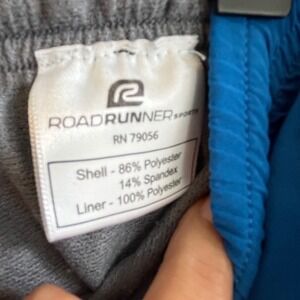 ROADRUNNER SPORTS
RN 79056
Shell - 86% Polyester
14% Spandex
Liner - 100% Polyester